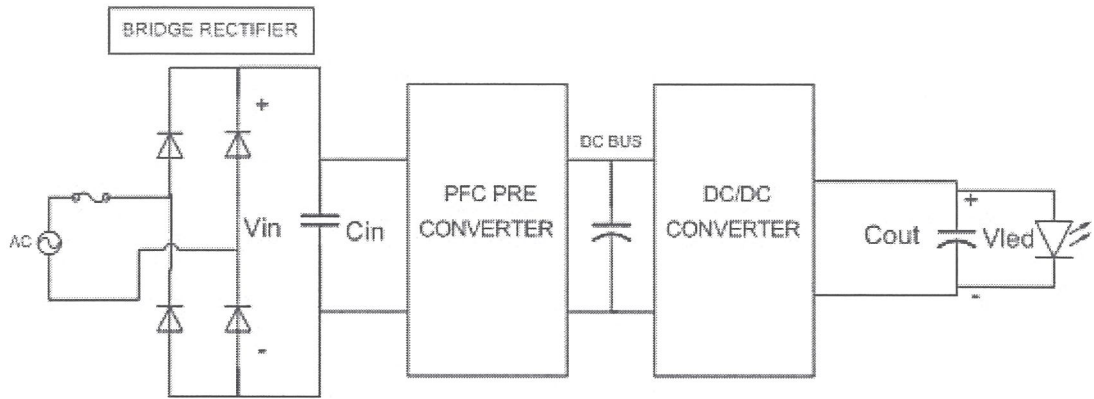 BRIDGE RECTIFIER
+
DC BUS
PFC PRE
CONVERTER
DC/DC
CONVERTER
AC
Vin
Cin
Cout
+
Vled
-
-